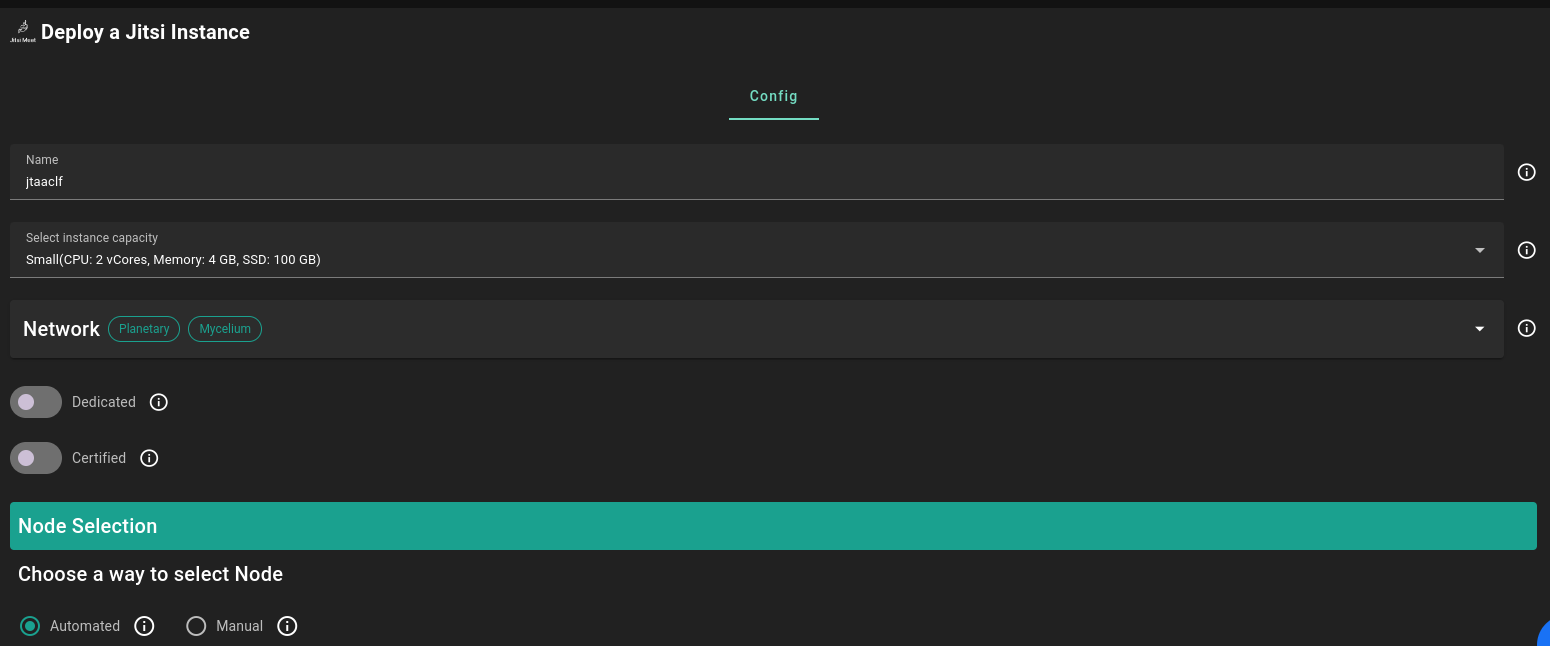 Jitsi Meet
Deploy a Jitsi Instance
Config
Name
jtaaclf
Select instance capacity
Small(CPU: 2 vCores, Memory: 4 GB, SSD: 100 GB)
Network Planetary Mycelium
Dedicated
Certified
Node Selection
Choose a way to select Node
Automated Manual